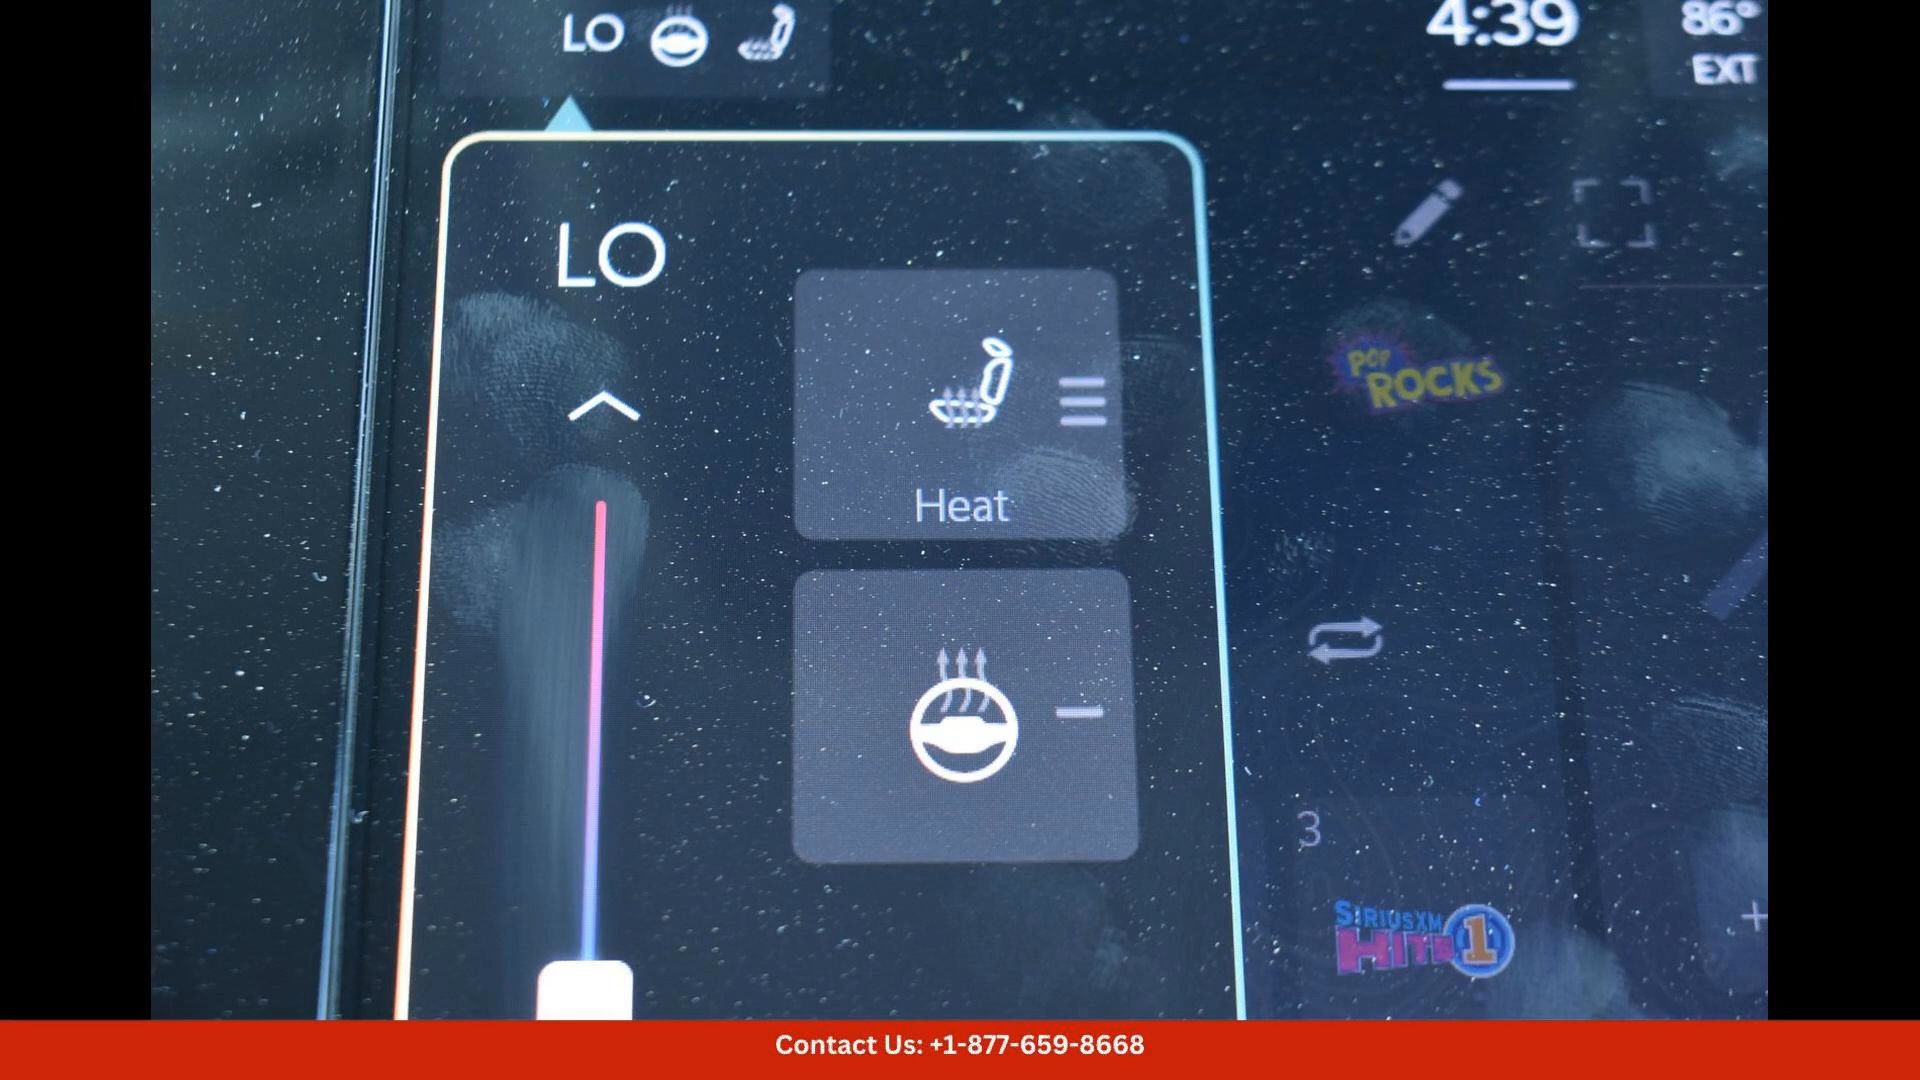 LO
4:39
86°
EXT
LO
Heat
POP
ROCKS
3
SIRIUSXM
HITS 1
Contact Us: +1-877-659-8668